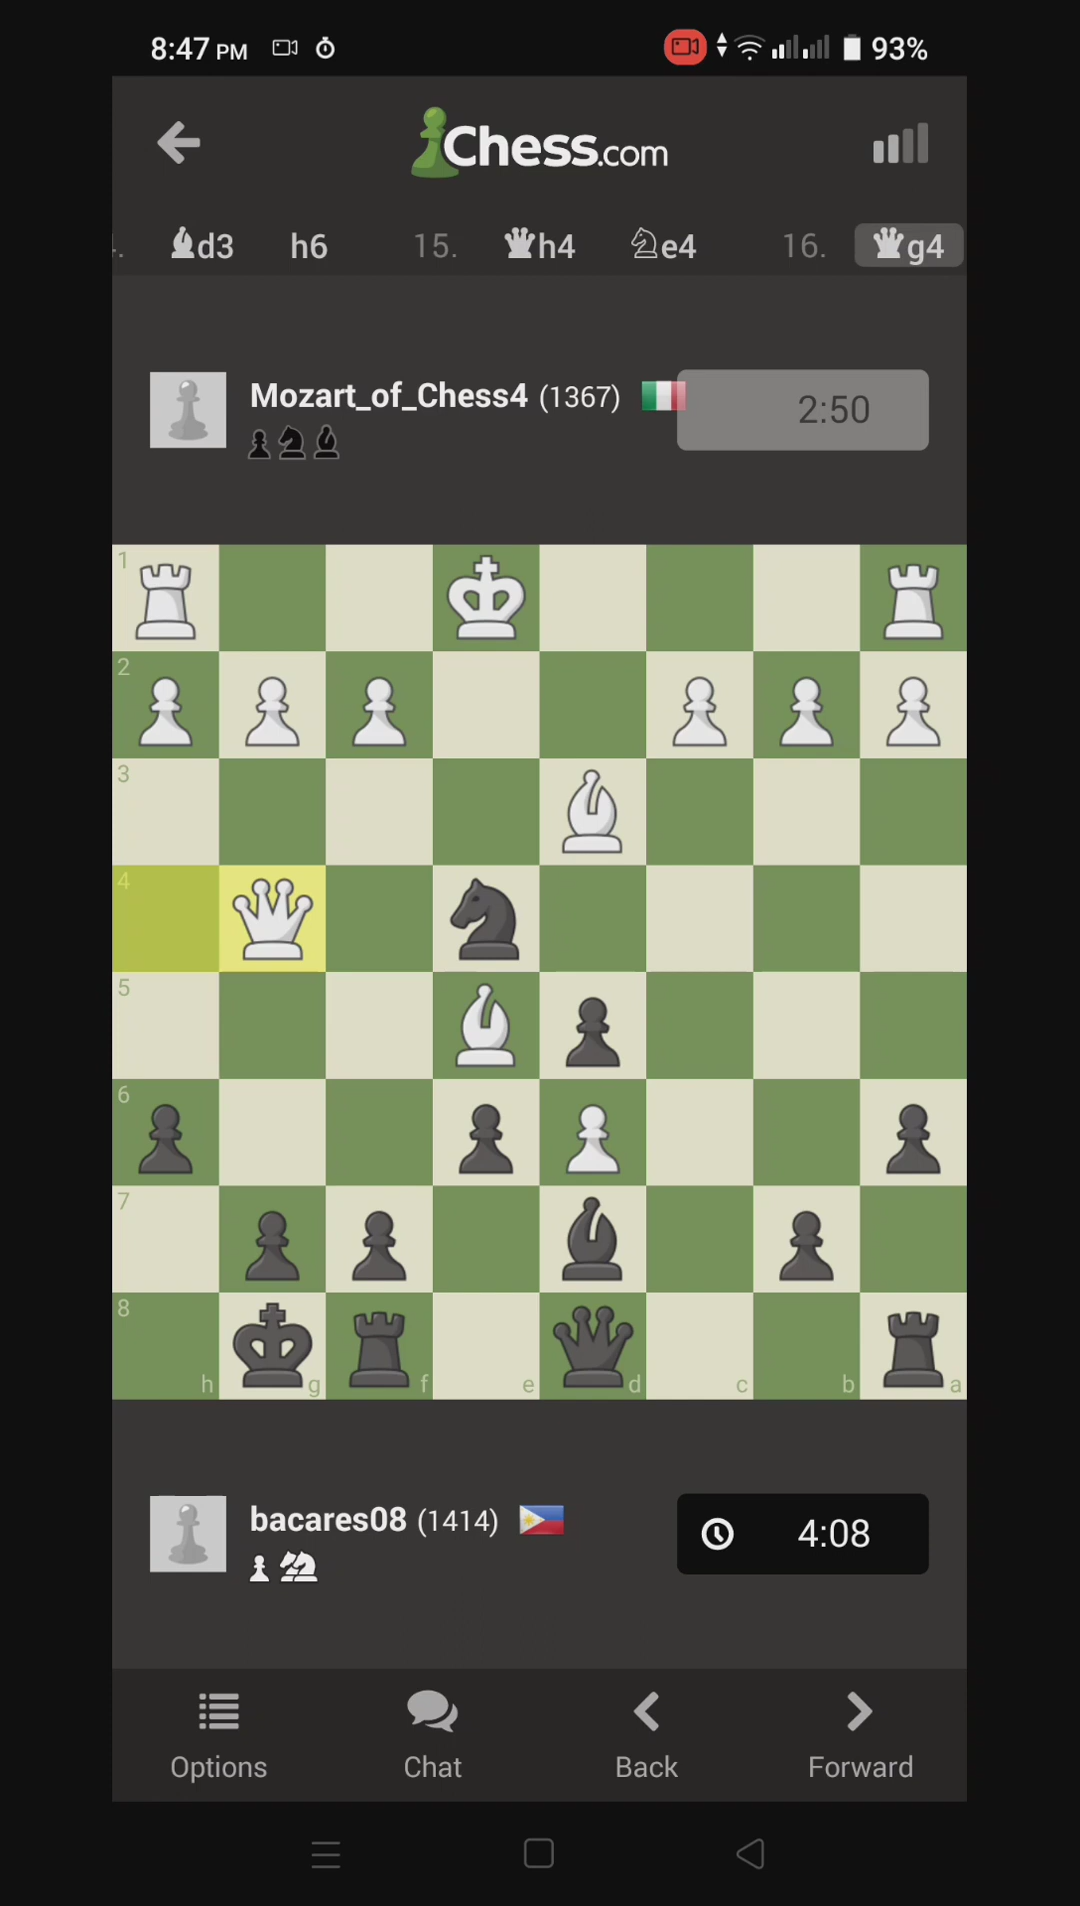 8:47 PM 93%
Chess.com
4. d3 h6 15. h4 e4 16. g4
Mozart_of_Chess4 (1367) 2:50
1
2
3
4
5
6
7
8
h g f e d c b a
bacares08 (1414) 4:08
Options Chat Back Forward